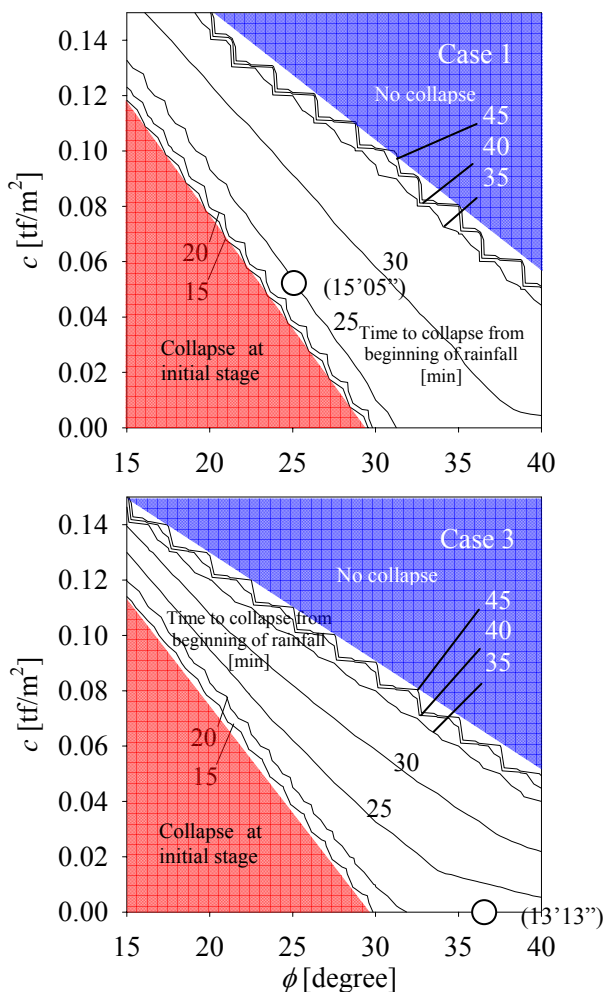 0.14
Case 1
No collapse
0.12
45
0.10
40
35
0.08
c [tf/m²]
20
30
0.06
15
(15’05”)
25
0.04
Time to collapse from
beginning of rainfall
[min]
Collapse at
initial stage
0.02
0.00
15 20 25 30 35 40
0.14
Case 3
No collapse
0.12
45
Time to collapse from
beginning of rainfall
[min]
40
0.10
35
0.08
c [tf/m²]
20
0.06
15
30
25
0.04
Collapse at
initial stage
0.02
0.00
(13’13”)
15 20 25 30 35 40
ϕ [degree]